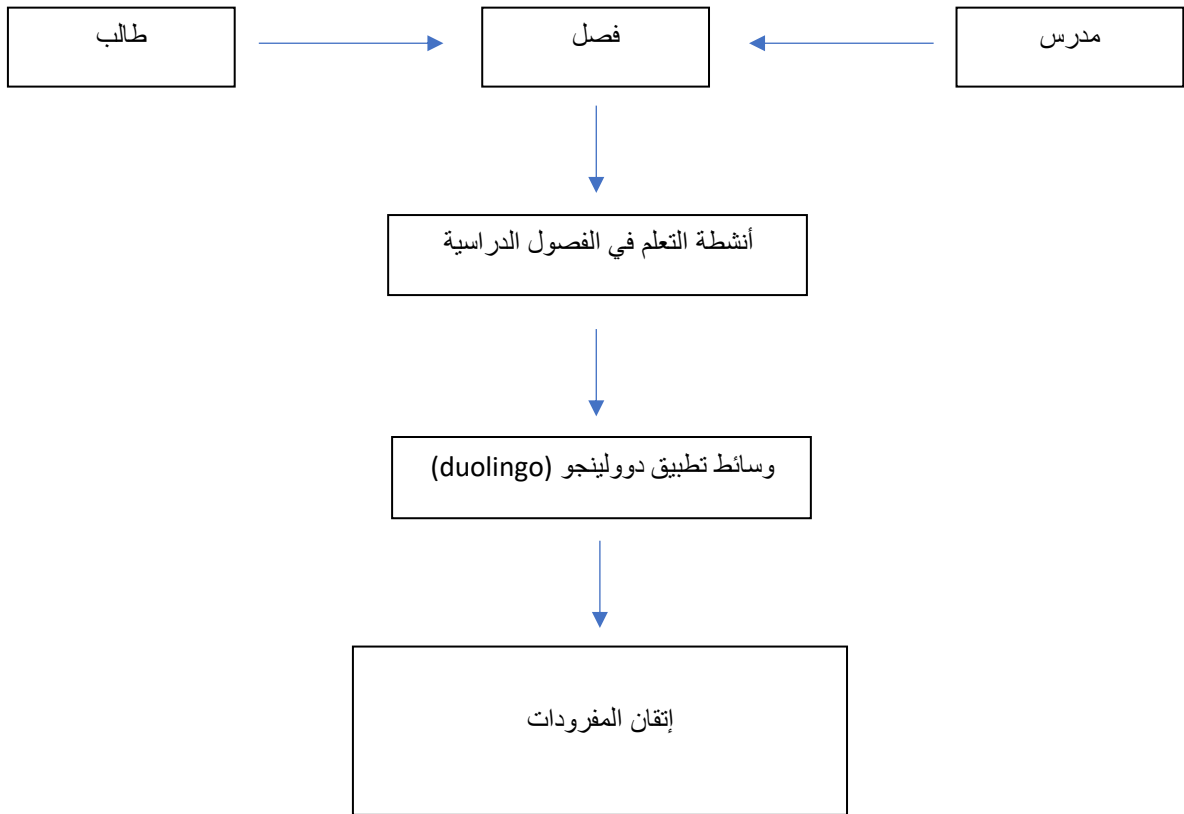 مدرس
فصل
طالب
أنشطة التعلم في الفصول الدراسية
وسائط تطبيق دوولينجو (duolingo)
إتقان المفرودات